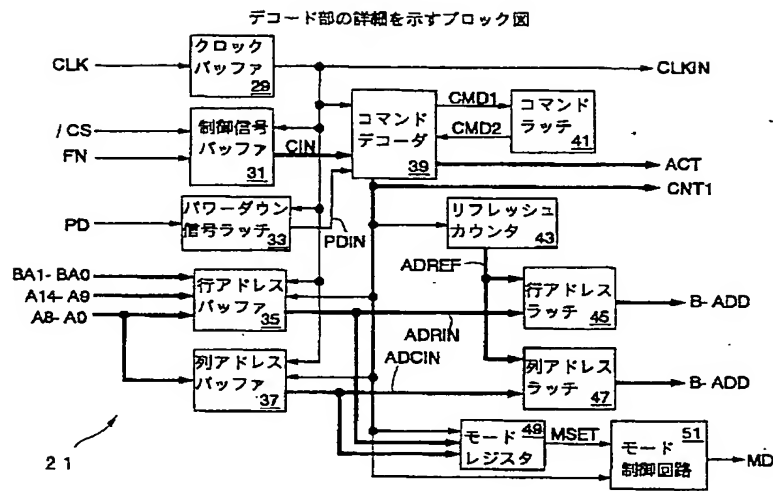 デコード部の詳細を示すブロック図
CLK
クロック
バッファ
29
CLKIN
/CS
FN
制御信号
バッファ
31
CIN
コマンド
デコーダ
39
CMD1
CMD2
コマンド
ラッチ
41
ACT
CNT1
PD
パワーダウン
信号ラッチ
33
PDIN
リフレッシュ
カウンタ
43
ADREF
BA1-BA0
A14-A9
A8-A0
行アドレス
バッファ
35
ADRIN
行アドレス
ラッチ
45
B-ADD
列アドレス
バッファ
37
ADCIN
列アドレス
ラッチ
47
B-ADD
21
モード
レジスタ
49
MSET
モード
制御回路
51
MD